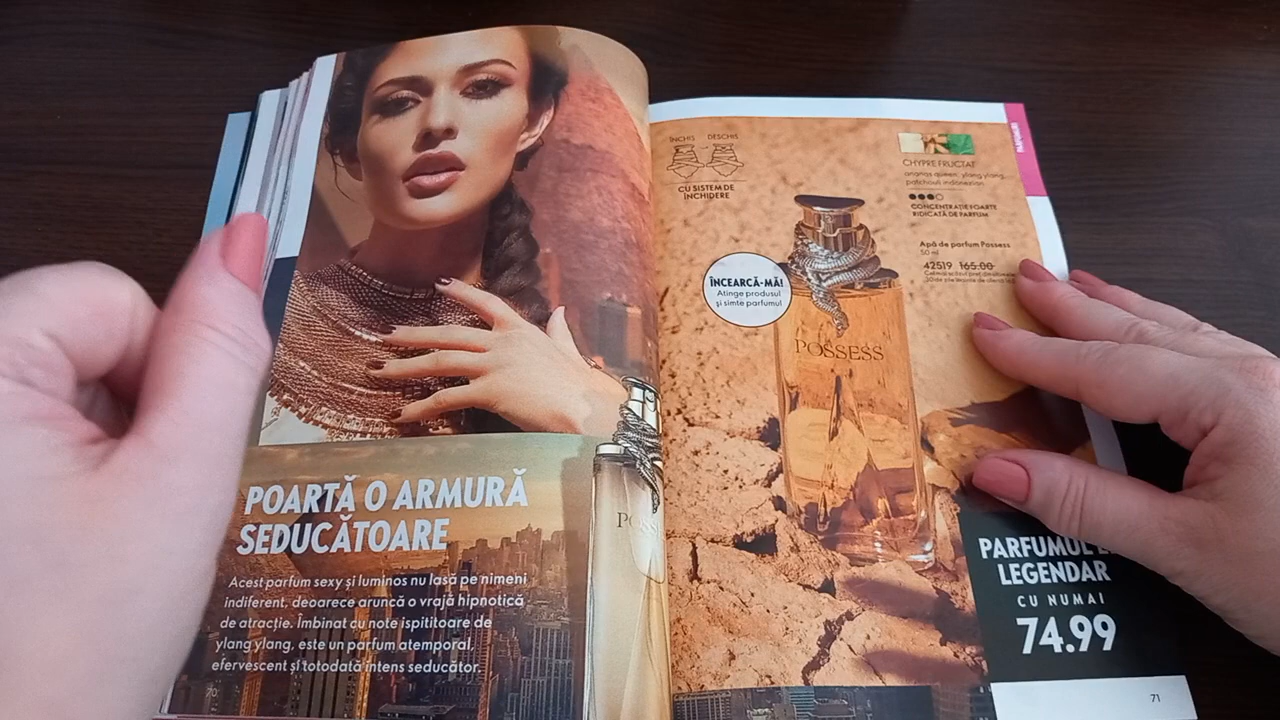 POARTĂ O ARMURĂ
SEDUCĂTOARE
Acest parfum sexy și luminos nu lasă pe nimeni
indiferent, deoarece aruncă o vrajă hipnotică
de atracție. Îmbinat cu note ispititoare de
ylang ylang, este un parfum atemporal,
efervescent și totodată intens seducător.
70
ÎNCHIS DESCHIS
CU SISTEM DE
ÎNCHIDERE
ÎNCEARCĂ-MĂ!
Atinge produsul
și simte parfumul
POSSESS
PARFUMURI
CHYPRE FRUCTAT
ananas queen, ylang ylang,
patchouli indonezian
CONCENTRAȚIE FOARTE
RIDICATĂ DE PARFUM
Apă de parfum Possess
50 ml
42519 165.00
PARFUMUL
LEGENDAR
CU NUMAI
74.99
71